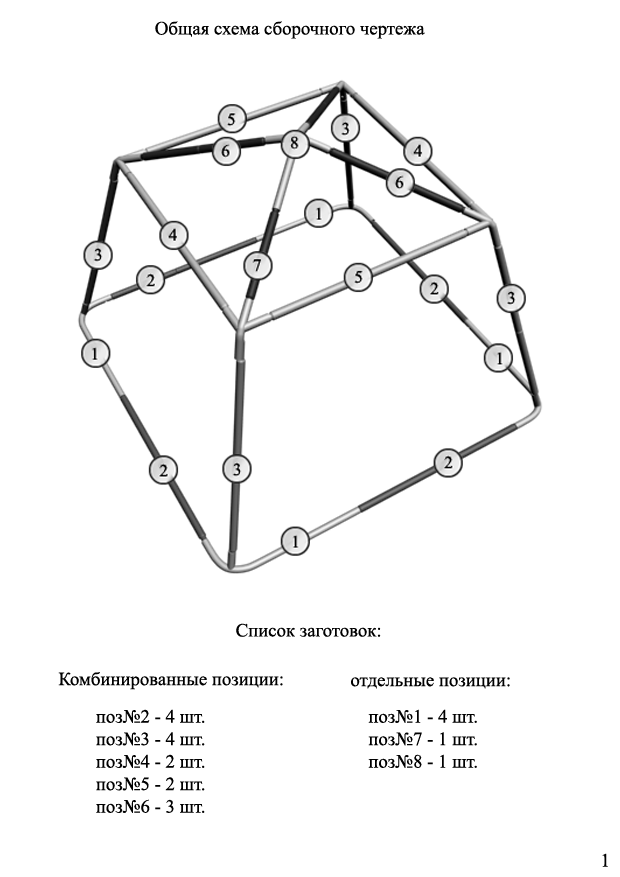 Общая схема сборочного чертежа
5
3
8
6
4
6
1
4
3
7
2
5
2
3
1
1
2
3
2
1
Список заготовок:
Комбинированные позиции:
отдельные позиции:
поз№2 - 4 шт.
поз№1 - 4 шт.
поз№3 - 4 шт.
поз№7 - 1 шт.
поз№4 - 2 шт.
поз№8 - 1 шт.
поз№5 - 2 шт.
поз№6 - 3 шт.
1